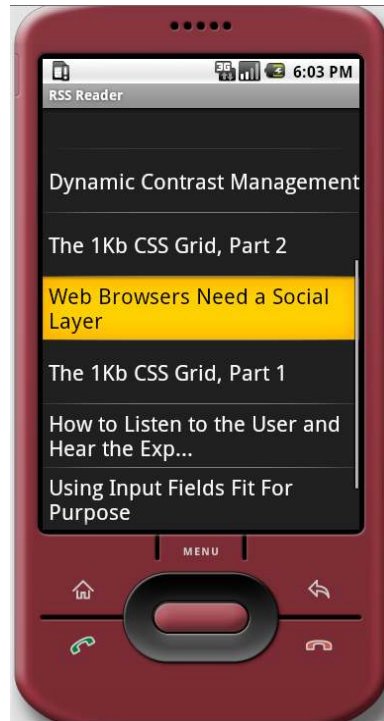 3G
6:03 PM
RSS Reader
Dynamic Contrast Management
The 1Kb CSS Grid, Part 2
Web Browsers Need a Social
Layer
The 1Kb CSS Grid, Part 1
How to Listen to the User and
Hear the Exp...
Using Input Fields Fit For
Purpose
MENU